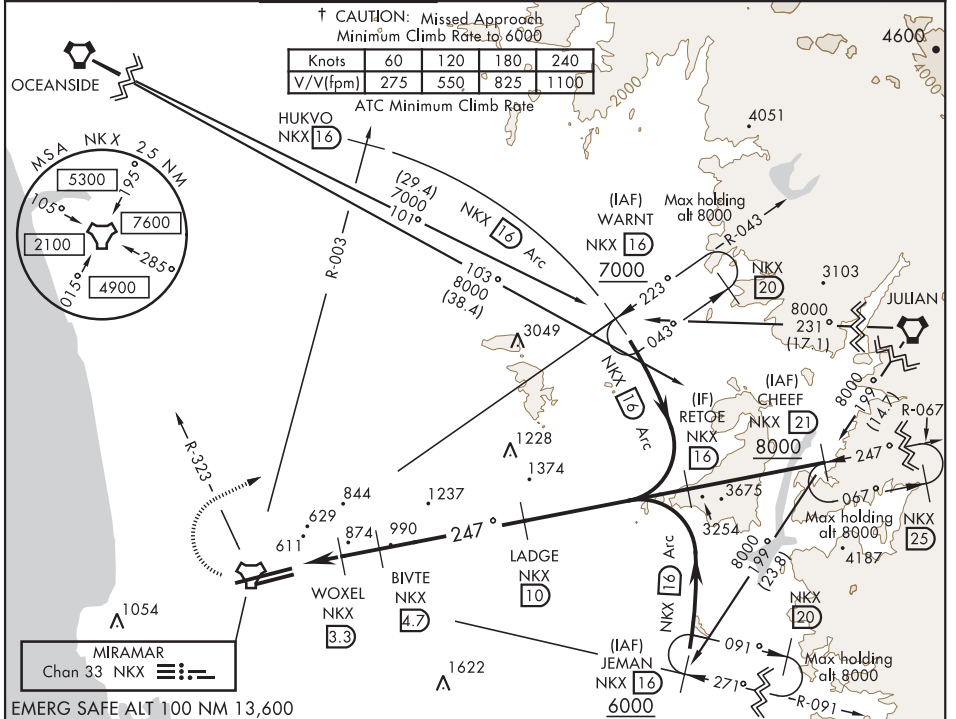 † CAUTION: Missed Approach
Minimum Climb Rate to 6000
Knots 60 120 180 240
V/V(fpm) 275 550 825 1100
ATC Minimum Climb Rate
OCEANSIDE
HUKVO
NKX 16
4600
4000
2000
4051
MSA NKX 25 NM
5300
195°
105°
7600
2100
285°
015°
4900
(29.4)
7000
101°
NKX 16 Arc
103°
8000
(38.4)
R-003
(IAF)
WARNT
NKX 16
7000
Max holding
alt 8000
R-043
223°
043°
NKX
20
3103
JULIAN
8000
231°
(17.1)
3049
NKX 16 Arc
8000
199°
(14.7)
(IAF)
CHEEF
NKX 21
8000
(IF)
RETOE
NKX
16
R-067
247°
067°
Max holding
alt 8000
NKX
25
4187
1228
1374
3675
3254
R-323
844
629
611
874
1237
990
247°
LADGE
NKX
10
BIVTE
NKX
4.7
WOXEL
NKX
3.3
8000
199°
(23.8)
NKX 16 Arc
NKX
20
1054
MIRAMAR
Chan 33 NKX
1622
(IAF)
JEMAN
NKX 16
6000
091°
271°
Max holding
alt 8000
R-091
EMERG SAFE ALT 100 NM 13,600